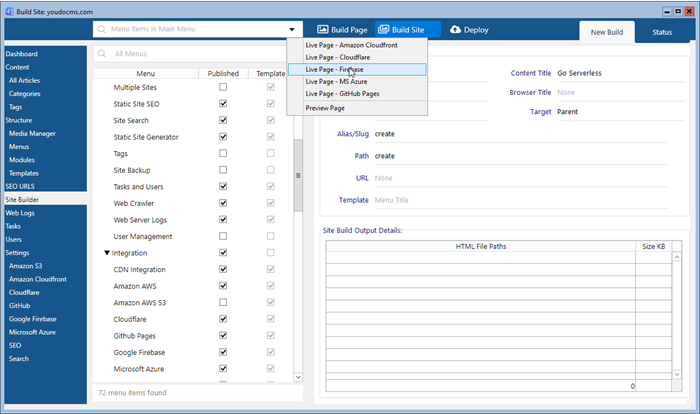 Build Site: youdocms.com
Menu Items in Main Menu
Build Page
Build Site
Deploy
New Build
Status
Dashboard
Content
All Articles
Categories
Tags
Structure
Media Manager
Menus
Modules
Templates
SEO URLS
Site Builder
Web Logs
Tasks
Users
Settings
Amazon S3
Amazon Cloudfront
Cloudflare
GitHub
Google Firebase
Microsoft Azure
SEO
Search
All Menus
Menu Published Template
Multiple Sites
Static Site SEO
Site Search
Static Site Generator
Tags
Site Backup
Tasks and Users
Web Crawler
Web Server Logs
User Management
Integration
CDN Integration
Amazon AWS
Amazon AWS S3
Cloudflare
Github Pages
Google Firebase
Microsoft Azure
72 menu items found
Live Page - Amazon Cloudfront
Live Page - Cloudflare
Live Page - Firebase
Live Page - MS Azure
Live Page - GitHub Pages
Preview Page
Content Title Go Serverless
Browser Title None
Target Parent
Alias/Slug create
Path create
URL None
Template Menu Title
Site Build Output Details:
HTML File Paths Size KB
0